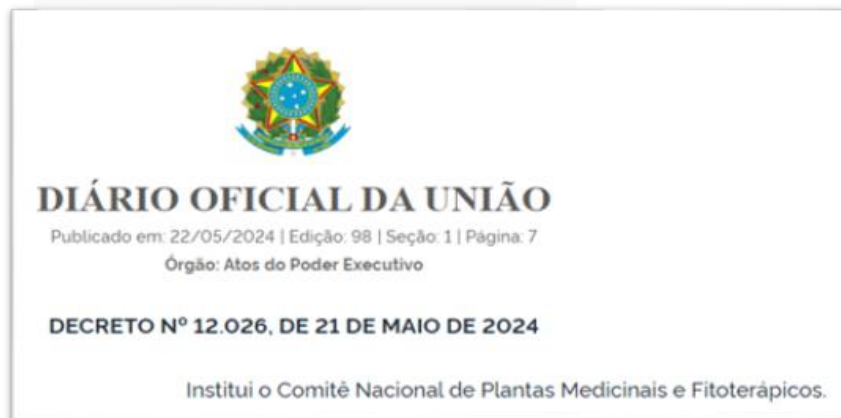 DIÁRIO OFICIAL DA UNIÃO
Publicado em: 22/05/2024 | Edição: 98 | Seção: 1 | Página: 7
Órgão: Atos do Poder Executivo
DECRETO Nº 12.026, DE 21 DE MAIO DE 2024
Institui o Comitê Nacional de Plantas Medicinais e Fitoterápicos.